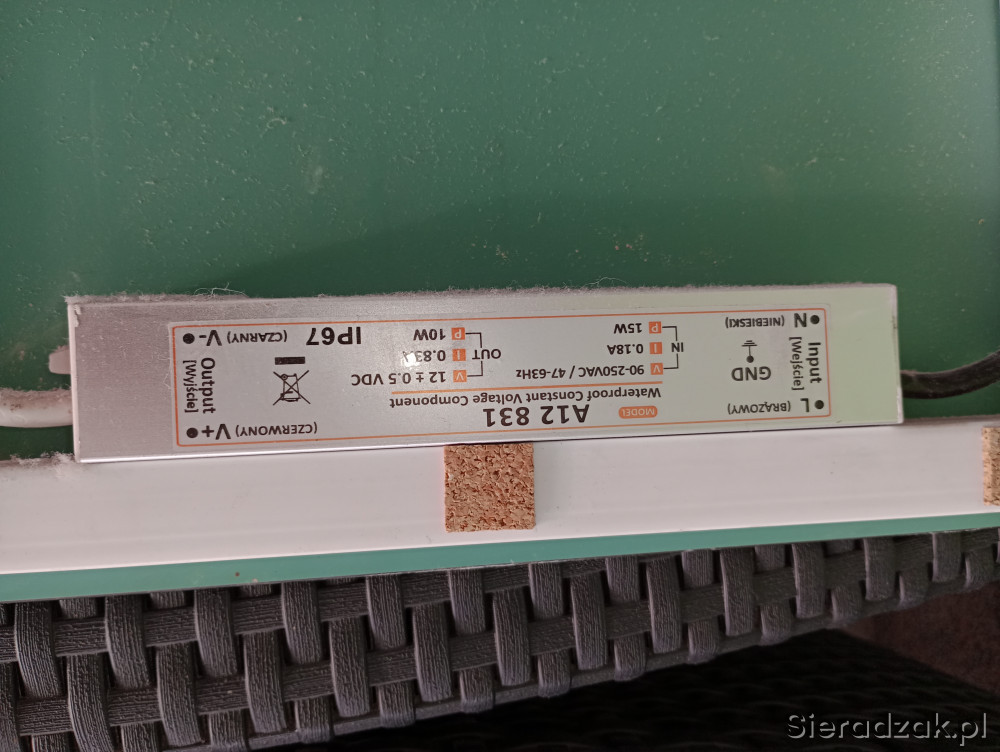 MODEL A12 831
Waterproof Constant Voltage Component
Input
[Wejście]
L (BRĄZOWY)
GND
N (NIEBIESKI)
IN
V 90-250VAC / 47-63Hz
I 0.18A
P 15W
OUT
V 12 ± 0.5 VDC
I 0.83A
P 10W
IP67
(CZERWONY) V+
Output
[Wyjście]
(CZARNY) V-
Sieradzak.pl